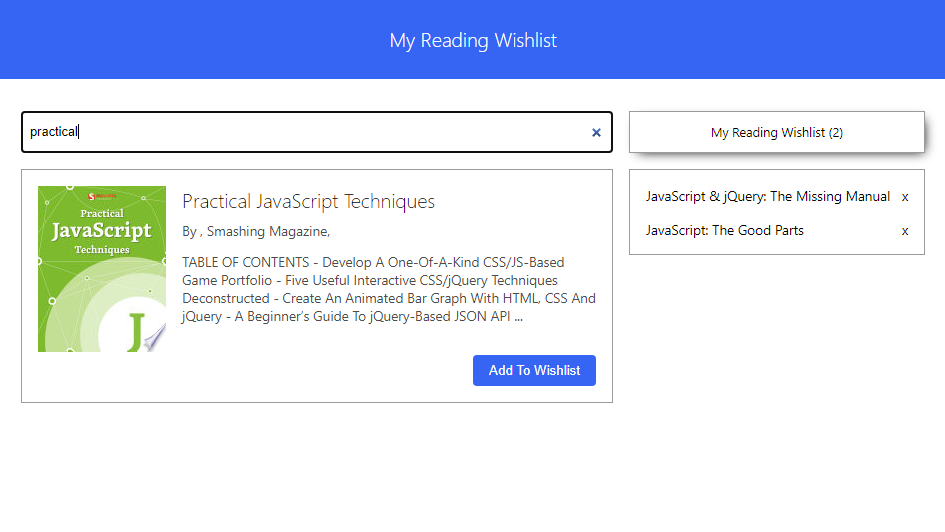 My Reading Wishlist
practical
×
My Reading Wishlist (2)
Practical
JavaScript
Techniques
J
Practical JavaScript Techniques
By , Smashing Magazine,
TABLE OF CONTENTS - Develop A One-Of-A-Kind CSS/JS-Based
Game Portfolio - Five Useful Interactive CSS/jQuery Techniques
Deconstructed - Create An Animated Bar Graph With HTML, CSS And
jQuery - A Beginner’s Guide To jQuery-Based JSON API ...
Add To Wishlist
JavaScript & jQuery: The Missing Manual x
JavaScript: The Good Parts x